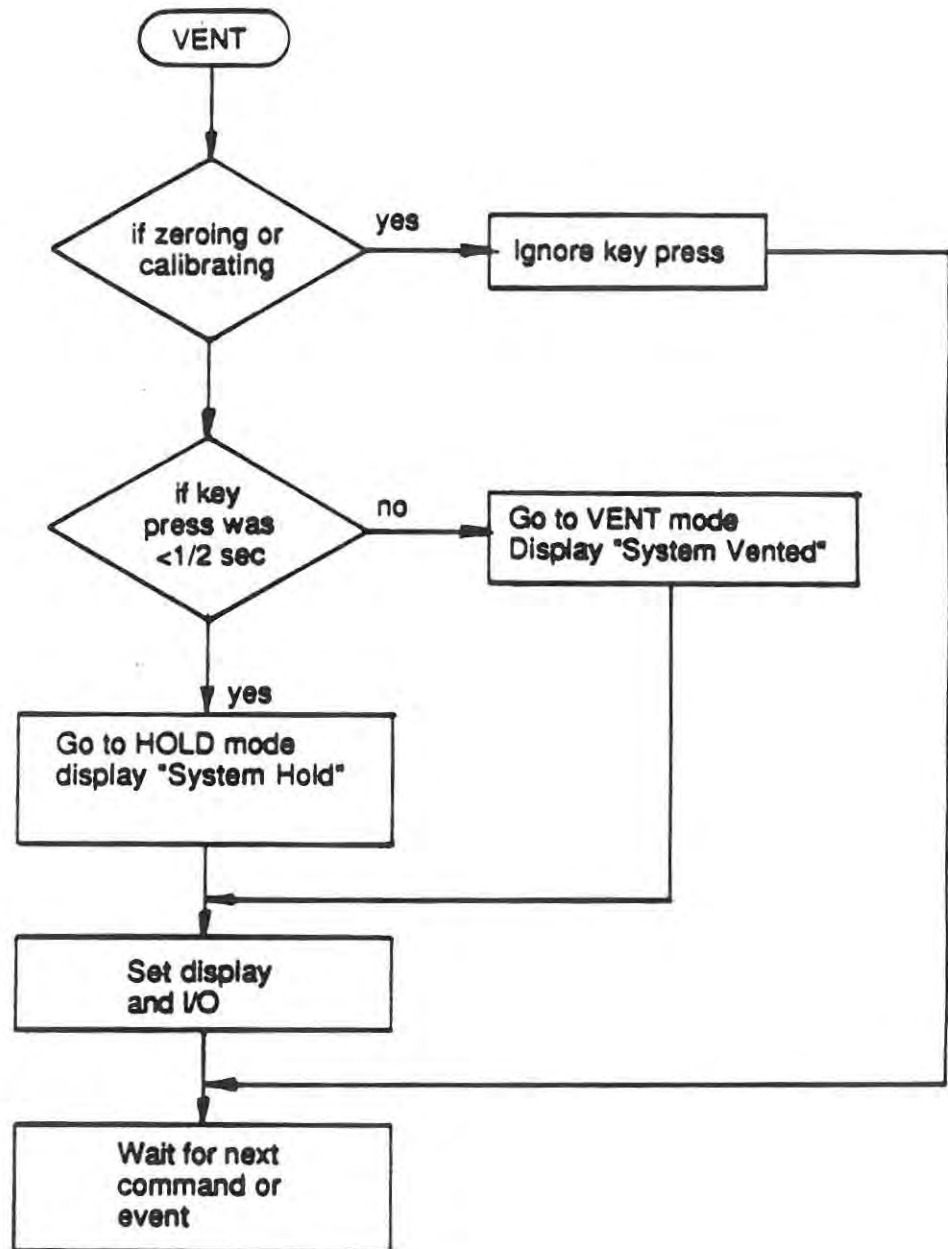 VENT
if zeroing or
calibrating
yes
Ignore key press
if key
press was
<1/2 sec
no
Go to VENT mode
Display "System Vented"
yes
Go to HOLD mode
display "System Hold"
Set display
and I/O
Wait for next
command or
event